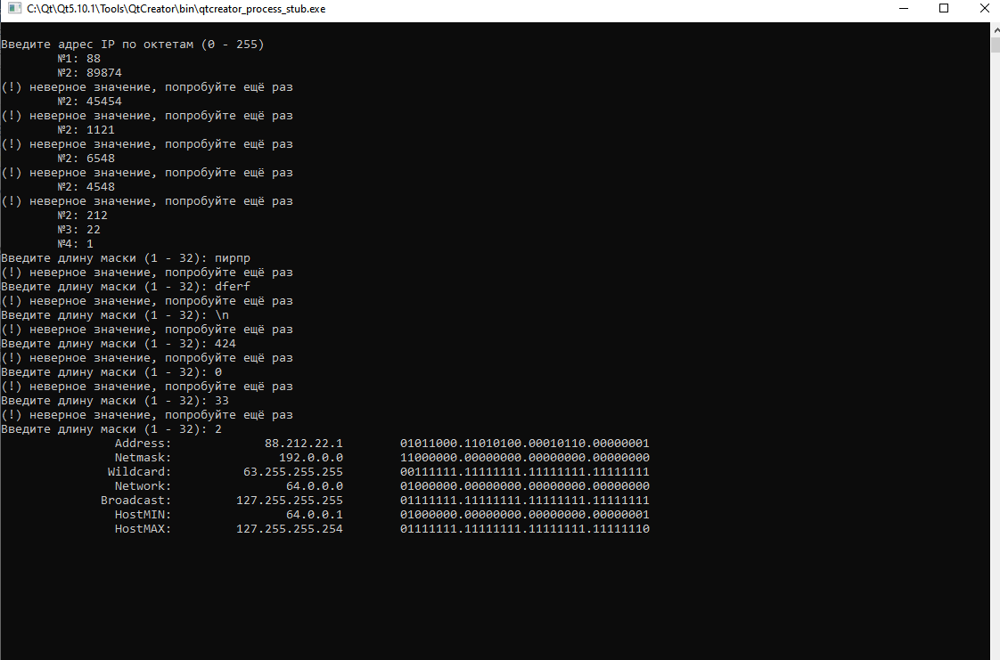 C:\Qt\Qt5.10.1\Tools\QtCreator\bin\qtcreator_process_stub.exe
Введите адрес IP по октетам (0 - 255)
№1: 88
№2: 89874
(!) неверное значение, попробуйте ещё раз
№2: 45454
(!) неверное значение, попробуйте ещё раз
№2: 1121
(!) неверное значение, попробуйте ещё раз
№2: 6548
(!) неверное значение, попробуйте ещё раз
№2: 4548
(!) неверное значение, попробуйте ещё раз
№2: 212
№3: 22
№4: 1
Введите длину маски (1 - 32): пирпр
(!) неверное значение, попробуйте ещё раз
Введите длину маски (1 - 32): dferf
(!) неверное значение, попробуйте ещё раз
Введите длину маски (1 - 32): \n
(!) неверное значение, попробуйте ещё раз
Введите длину маски (1 - 32): 424
(!) неверное значение, попробуйте ещё раз
Введите длину маски (1 - 32): 0
(!) неверное значение, попробуйте ещё раз
Введите длину маски (1 - 32): 33
(!) неверное значение, попробуйте ещё раз
Введите длину маски (1 - 32): 2
Address: 88.212.22.1 01011000.11010100.00010110.00000001
Netmask: 192.0.0.0 11000000.00000000.00000000.00000000
Wildcard: 63.255.255.255 00111111.11111111.11111111.11111111
Network: 64.0.0.0 01000000.00000000.00000000.00000000
Broadcast: 127.255.255.255 01111111.11111111.11111111.11111111
HostMIN: 64.0.0.1 01000000.00000000.00000000.00000001
HostMAX: 127.255.255.254 01111111.11111111.11111111.11111110